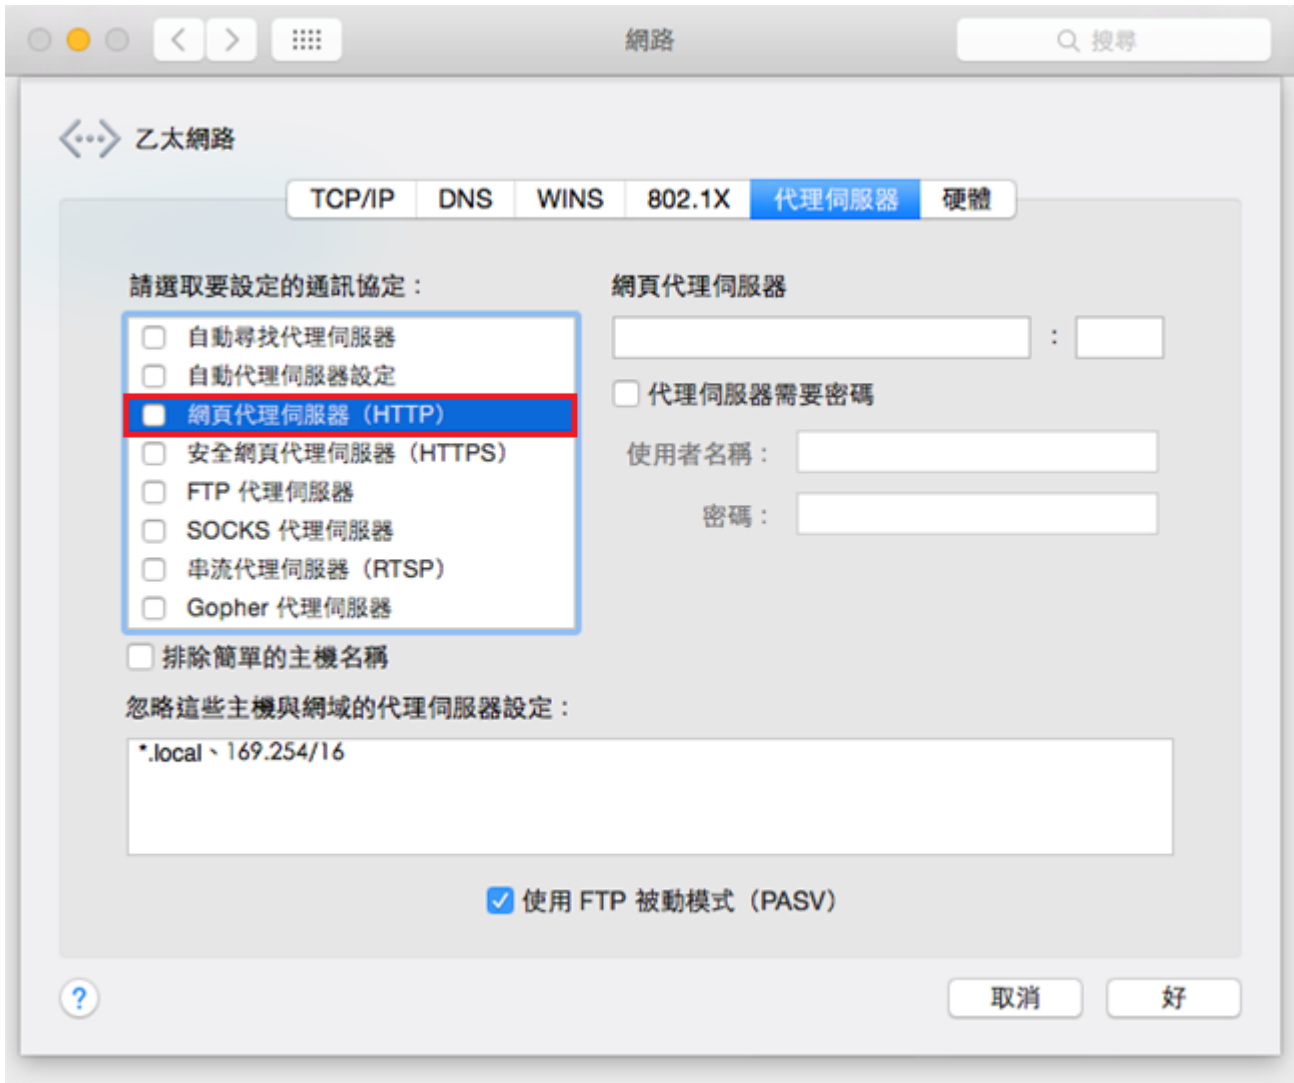 網路
搜尋
乙太網路
TCP/IP DNS WINS 802.1X 代理伺服器 硬體
請選取要設定的通訊協定：
自動尋找代理伺服器
自動代理伺服器設定
網頁代理伺服器（HTTP）
安全網頁代理伺服器（HTTPS）
FTP 代理伺服器
SOCKS 代理伺服器
串流代理伺服器（RTSP）
Gopher 代理伺服器
網頁代理伺服器
:
代理伺服器需要密碼
使用者名稱：
密碼：
排除簡單的主機名稱
忽略這些主機與網域的代理伺服器設定：
*.local、169.254/16
使用 FTP 被動模式（PASV）
?
取消
好